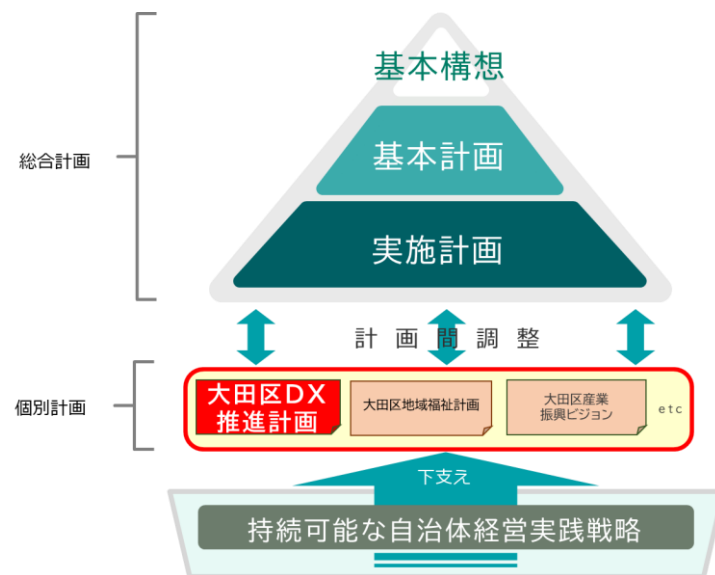 基本構想
基本計画
総合計画
実施計画
計画間調整
個別計画
大田区DX
推進計画
大田区地域福祉計画
大田区産業
振興ビジョン
etc
下支え
持続可能な自治体経営実践戦略